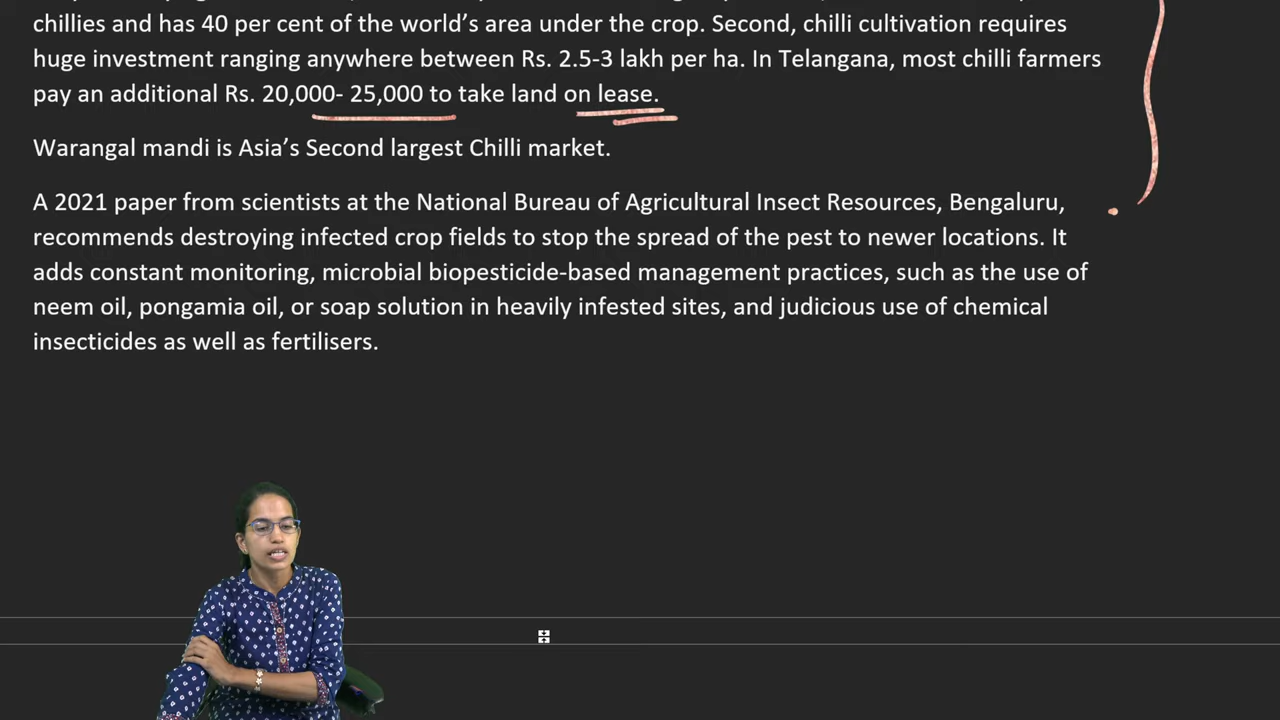 chillies and has 40 per cent of the world's area under the crop. Second, chilli cultivation requires
huge investment ranging anywhere between Rs. 2.5-3 lakh per ha. In Telangana, most chilli farmers
pay an additional Rs. 20,000- 25,000 to take land on lease.
Warangal mandi is Asia's Second largest Chilli market.
A 2021 paper from scientists at the National Bureau of Agricultural Insect Resources, Bengaluru,
recommends destroying infected crop fields to stop the spread of the pest to newer locations. It
adds constant monitoring, microbial biopesticide-based management practices, such as the use of
neem oil, pongamia oil, or soap solution in heavily infested sites, and judicious use of chemical
insecticides as well as fertilisers.